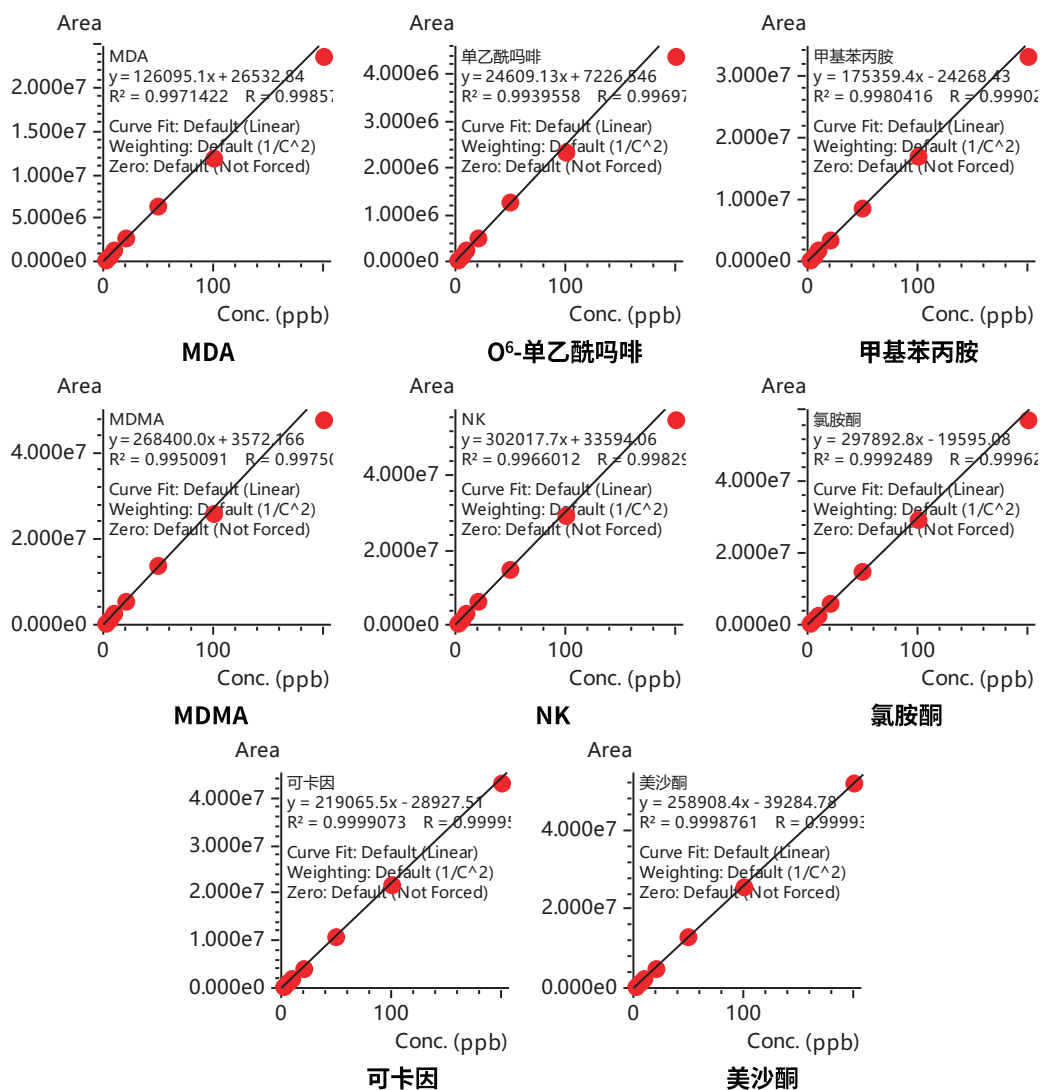 Area
MDA
y = 126095.1x + 26532.84
R² = 0.9971422 R = 0.99857
Curve Fit: Default (Linear)
Weighting: Default (1/C^2)
Zero: Default (Not Forced)
2.000e7
1.500e7
1.000e7
5.000e6
0.000e0
0
100
Conc. (ppb)
MDA
Area
单乙酰吗啡
y = 24609.13x + 7226.546
R² = 0.9939558 R = 0.99697
Curve Fit: Default (Linear)
Weighting: Default (1/C^2)
Zero: Default (Not Forced)
4.000e6
3.000e6
2.000e6
1.000e6
0.000e0
0
100
Conc. (ppb)
O⁶-单乙酰吗啡
Area
甲基苯丙胺
y = 175359.4x - 24268.43
R² = 0.9980416 R = 0.99902
Curve Fit: Default (Linear)
Weighting: Default (1/C^2)
Zero: Default (Not Forced)
3.000e7
2.000e7
1.000e7
0.000e0
0
100
Conc. (ppb)
甲基苯丙胺
Area
MDMA
y = 268400.0x + 3572.166
R² = 0.9950091 R = 0.99750
Curve Fit: Default (Linear)
Weighting: Default (1/C^2)
Zero: Default (Not Forced)
4.000e7
2.000e7
0.000e0
0
100
Conc. (ppb)
MDMA
Area
NK
y = 302017.7x + 33594.06
R² = 0.9966012 R = 0.99829
Curve Fit: Default (Linear)
Weighting: Default (1/C^2)
Zero: Default (Not Forced)
4.000e7
2.000e7
0.000e0
0
100
Conc. (ppb)
NK
Area
氯胺酮
y = 297892.8x - 19595.08
R² = 0.9992489 R = 0.99962
Curve Fit: Default (Linear)
Weighting: Default (1/C^2)
Zero: Default (Not Forced)
4.000e7
2.000e7
0.000e0
0
100
Conc. (ppb)
氯胺酮
Area
可卡因
y = 219065.5x - 28927.51
R² = 0.9999073 R = 0.99995
Curve Fit: Default (Linear)
Weighting: Default (1/C^2)
Zero: Default (Not Forced)
4.000e7
3.000e7
2.000e7
1.000e7
0.000e0
0
100
Conc. (ppb)
可卡因
Area
美沙酮
y = 258908.4x - 39284.78
R² = 0.9998761 R = 0.99993
Curve Fit: Default (Linear)
Weighting: Default (1/C^2)
Zero: Default (Not Forced)
4.000e7
2.000e7
0.000e0
0
100
Conc. (ppb)
美沙酮